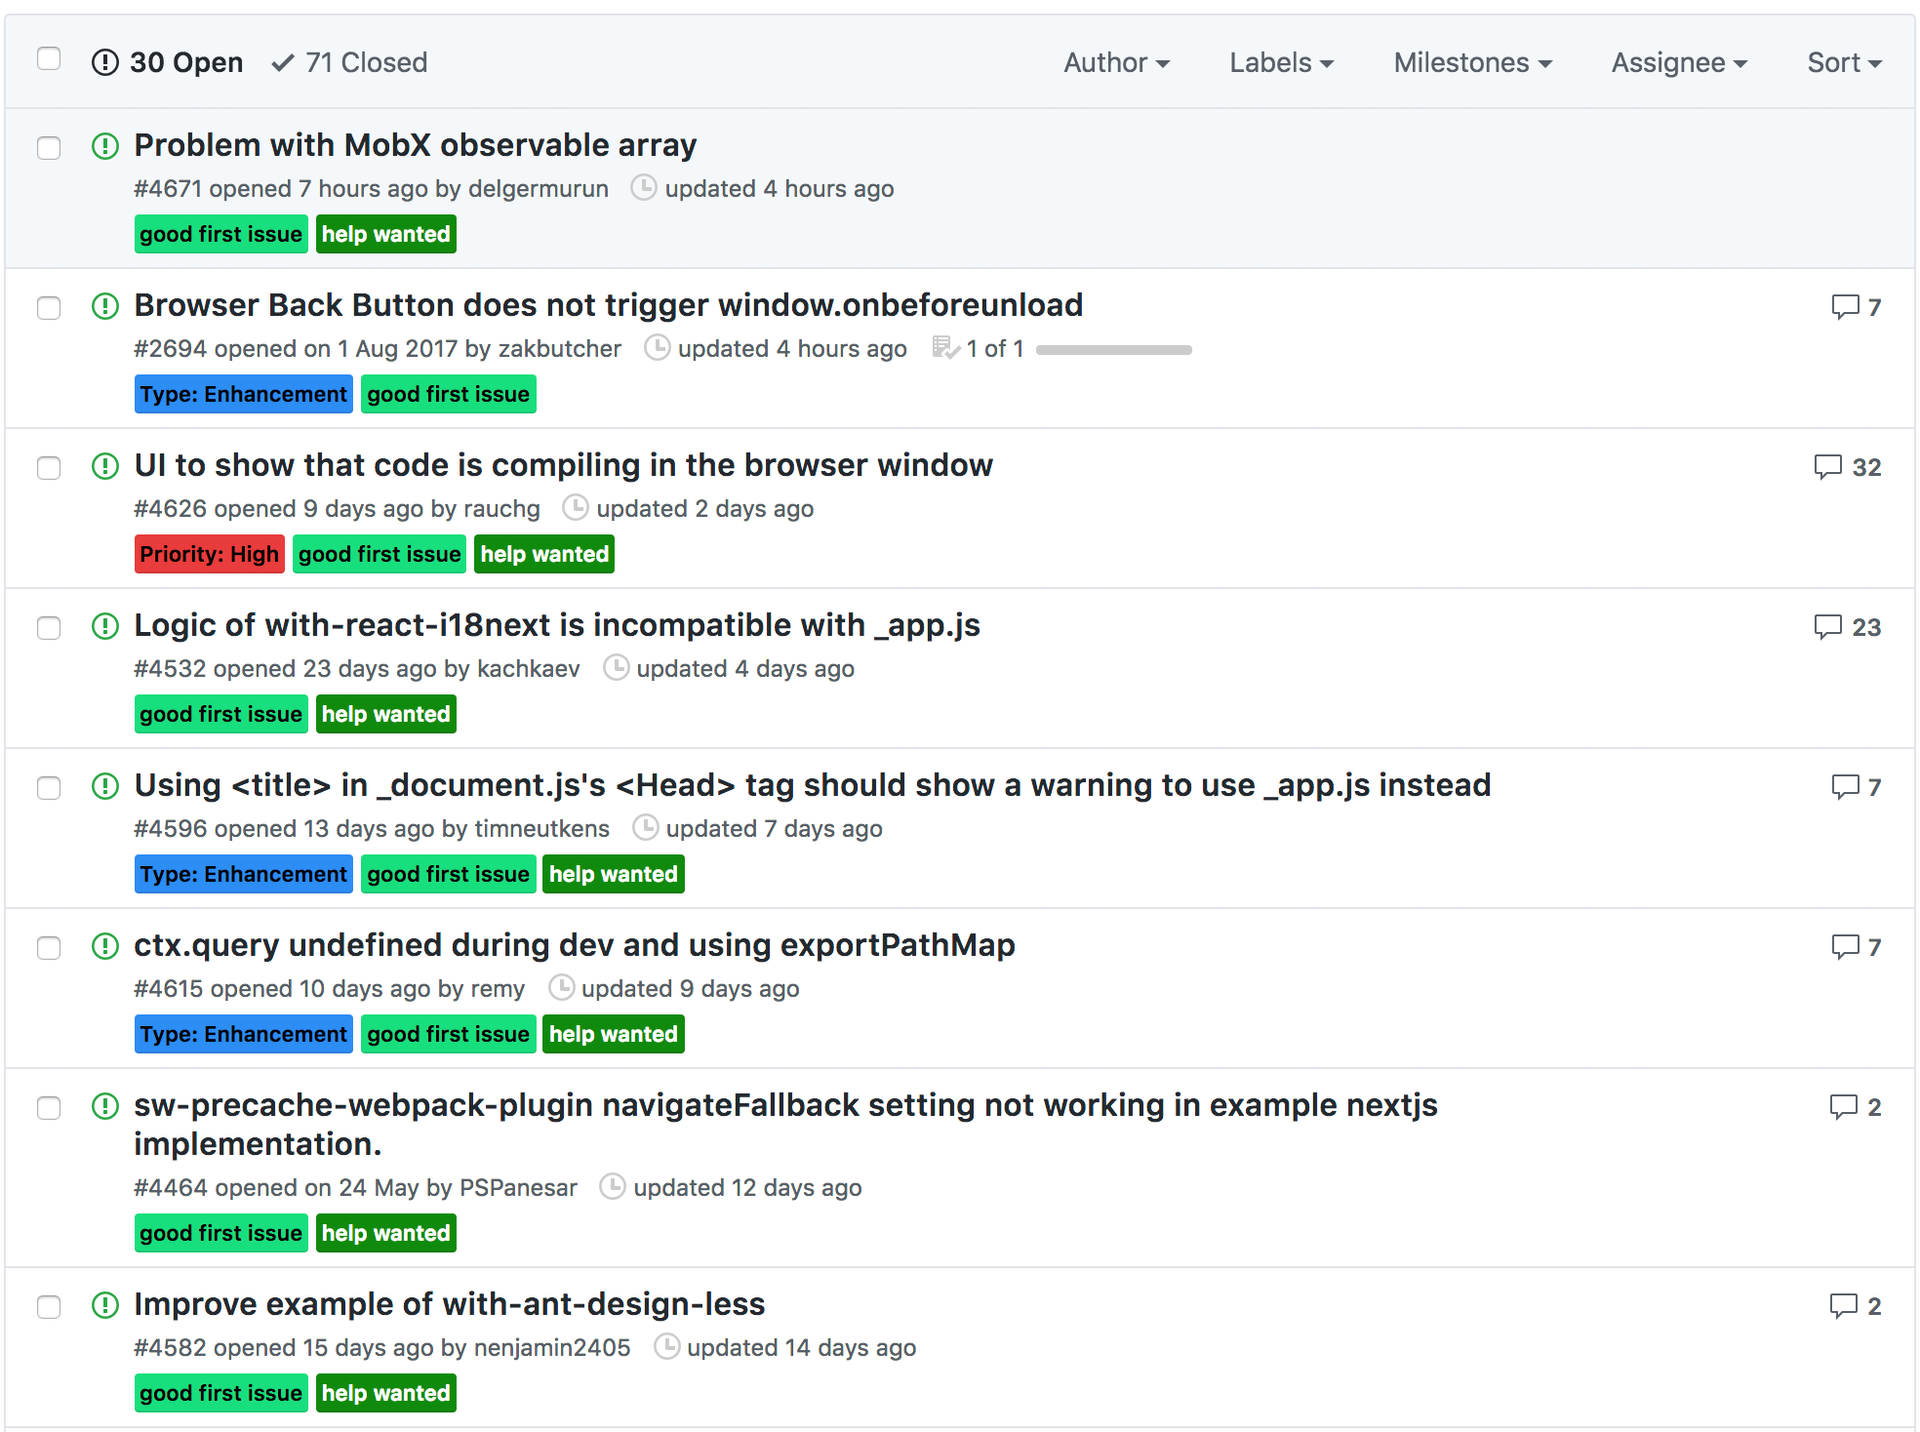 30 Open 71 Closed Author Labels Milestones Assignee Sort
Problem with MobX observable array
#4671 opened 7 hours ago by delgermurun updated 4 hours ago
good first issue help wanted
Browser Back Button does not trigger window.onbeforeunload 7
#2694 opened on 1 Aug 2017 by zakbutcher updated 4 hours ago 1 of 1
Type: Enhancement good first issue
UI to show that code is compiling in the browser window 32
#4626 opened 9 days ago by rauchg updated 2 days ago
Priority: High good first issue help wanted
Logic of with-react-i18next is incompatible with _app.js 23
#4532 opened 23 days ago by kachkaev updated 4 days ago
good first issue help wanted
Using <title> in _document.js's <Head> tag should show a warning to use _app.js instead 7
#4596 opened 13 days ago by timneutkens updated 7 days ago
Type: Enhancement good first issue help wanted
ctx.query undefined during dev and using exportPathMap 7
#4615 opened 10 days ago by remy updated 9 days ago
Type: Enhancement good first issue help wanted
sw-precache-webpack-plugin navigateFallback setting not working in example nextjs 2
implementation.
#4464 opened on 24 May by PSPanesar updated 12 days ago
good first issue help wanted
Improve example of with-ant-design-less 2
#4582 opened 15 days ago by nenjamin2405 updated 14 days ago
good first issue help wanted